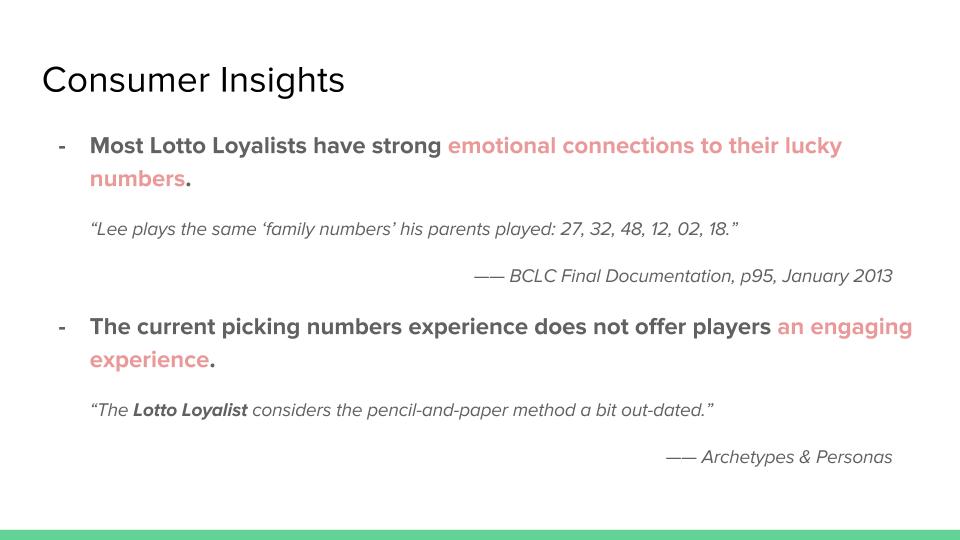 Consumer Insights
- Most Lotto Loyalists have strong emotional connections to their lucky
numbers.
“Lee plays the same ‘family numbers’ his parents played: 27, 32, 48, 12, 02, 18.”
—— BCLC Final Documentation, p95, January 2013
- The current picking numbers experience does not offer players an engaging
experience.
“The Lotto Loyalist considers the pencil-and-paper method a bit out-dated.”
—— Archetypes & Personas